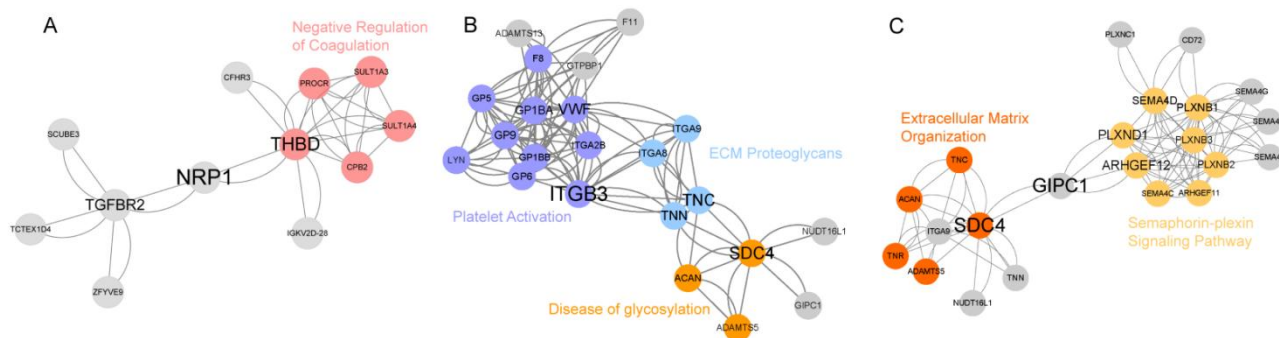 A
Negative Regulation
of Coagulation
CFHR3
PROCR
SULT1A3
SULT1A4
THBD
CPB2
SCUBE3
NRP1
TGFBR2
TCTEX1D4
IGKV2D-28
ZFYVE9
B
F11
ADAMTS13
F8
GTPBP1
GP5
GP1BA
VWF
ITGA9
GP9
ITGA2B
ITGA8
ECM Proteoglycans
LYN
GP1BB
GP6
ITGB3
TNC
Platelet Activation
TNN
NUDT16L1
SDC4
ACAN
Disease of glycosylation
GIPC1
ADAMTS5
C
PLXNC1
CD72
SEMA4D
PLXNB1
SEMA4G
Extracellular Matrix
Organization
PLXND1
PLXNB3
TNC
ARHGEF12
PLXNB2
GIPC1
SEMA4C
ARHGEF11
ACAN
ITGA9
SDC4
Semaphorin-plexin
Signaling Pathway
TNR
ADAMTS5
TNN
NUDT16L1